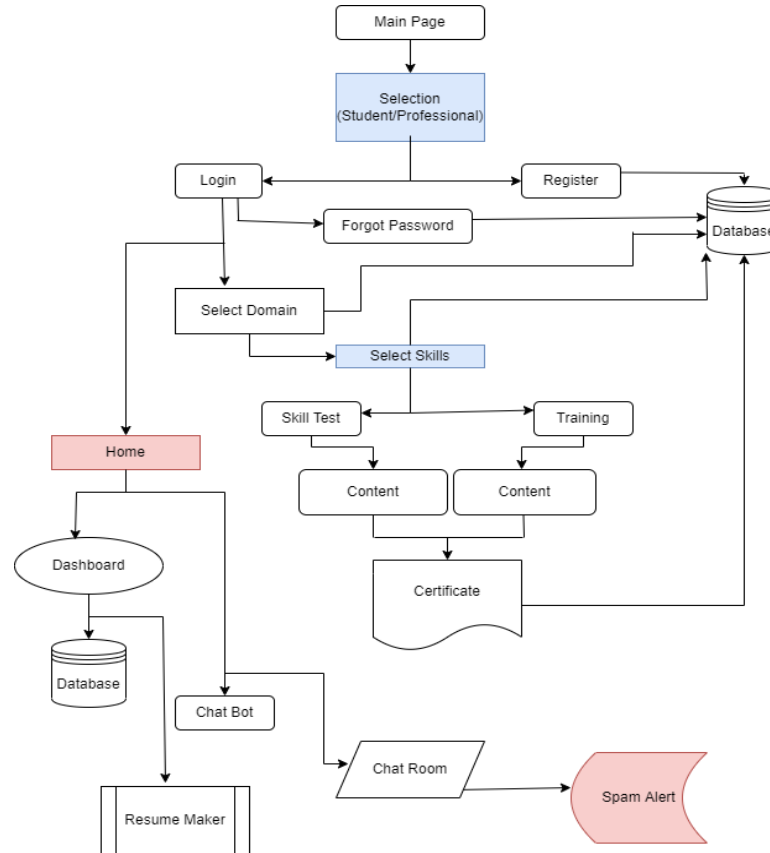 Main Page
Selection
(Student/Professional)
Login
Register
Forgot Password
Database
Select Domain
Select Skills
Skill Test
Training
Home
Content
Content
Dashboard
Certificate
Database
Chat Bot
Chat Room
Spam Alert
Resume Maker